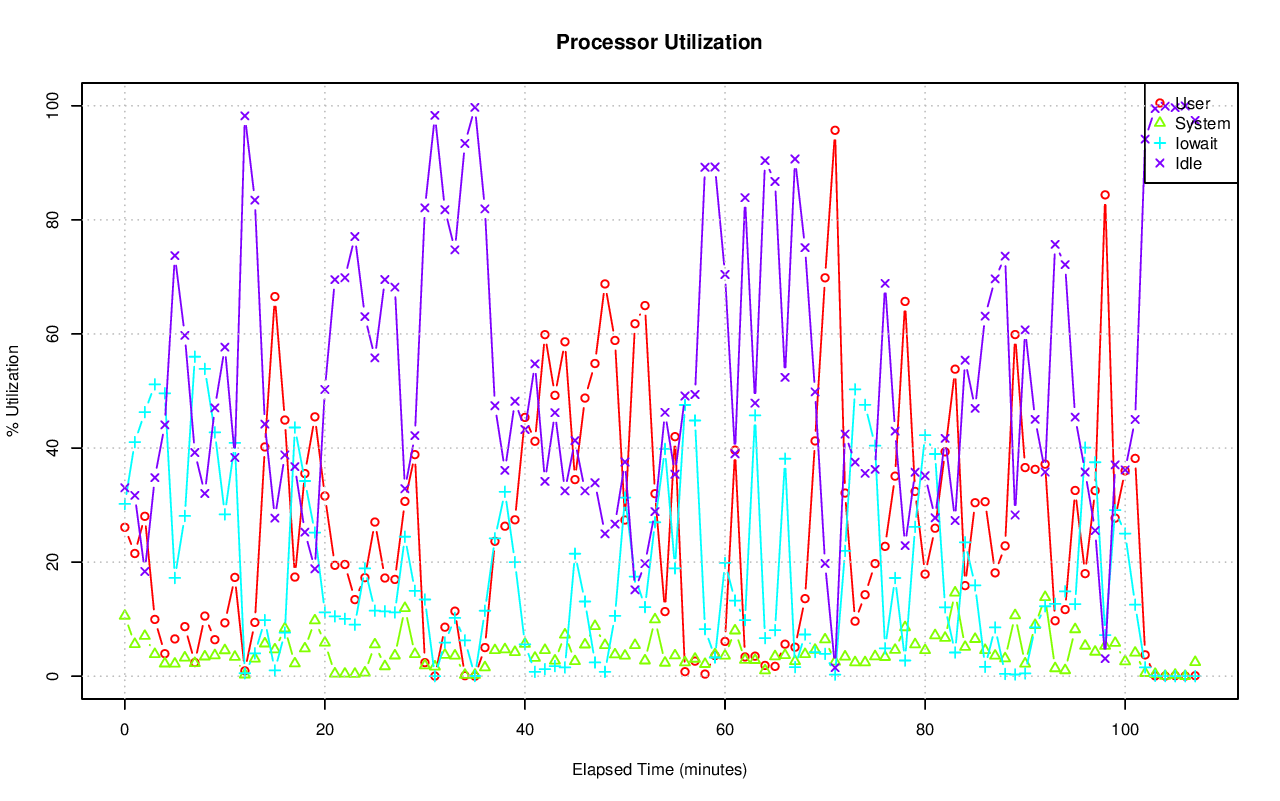 Processor Utilization
% Utilization
100
80
60
40
20
0
User
System
Iowait
Idle
0 20 40 60 80 100
Elapsed Time (minutes)